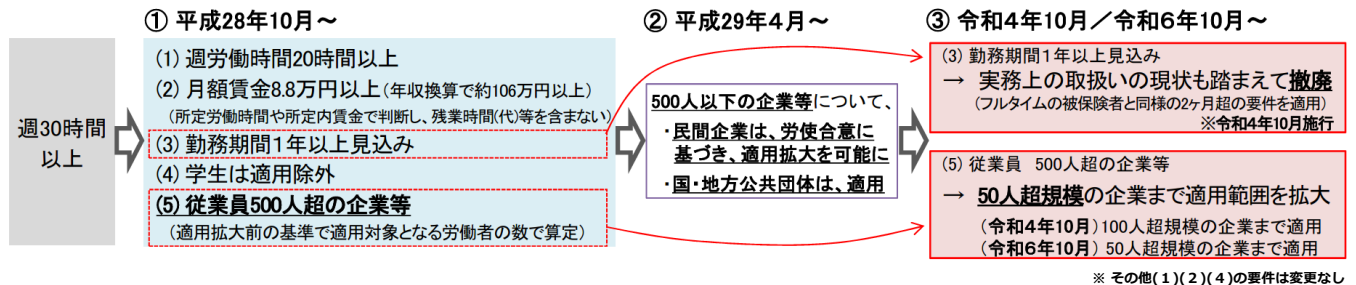 週30時間
以上
① 平成28年10月～
(1) 週労働時間20時間以上
(2) 月額賃金8.8万円以上(年収換算で約106万円以上)
(所定労働時間や所定内賃金で判断し、残業時間(代)等を含まない)
(3) 勤務期間1年以上見込み
(4) 学生は適用除外
(5) 従業員500人超の企業等
(適用拡大前の基準で適用対象となる労働者の数で算定)
② 平成29年4月～
500人以下の企業等について、
・民間企業は、労使合意に
基づき、適用拡大を可能に
・国・地方公共団体は、適用
③ 令和4年10月／令和6年10月～
(3) 勤務期間1年以上見込み
→ 実務上の取扱いの現状も踏まえて撤廃
(フルタイムの被保険者と同様の2ヶ月超の要件を適用)
※令和4年10月施行
(5) 従業員 500人超の企業等
→ 50人超規模の企業まで適用範囲を拡大
(令和4年10月) 100人超規模の企業まで適用
(令和6年10月) 50人超規模の企業まで適用
※ その他(1)(2)(4)の要件は変更なし